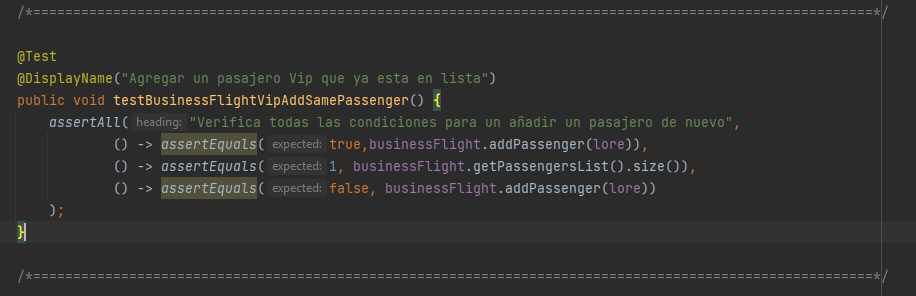 /*=========================================================================================================*/
@Test
@DisplayName("Agregar un pasajero Vip que ya esta en lista")
public void testBusinessFlightVipAddSamePassenger() {
assertAll( heading: "Verifica todas las condiciones para un añadir un pasajero de nuevo",
() -> assertEquals( expected: true,businessFlight.addPassenger(lore)),
() -> assertEquals( expected: 1, businessFlight.getPassengersList().size()),
() -> assertEquals( expected: false, businessFlight.addPassenger(lore))
);
}
/*=========================================================================================================*/